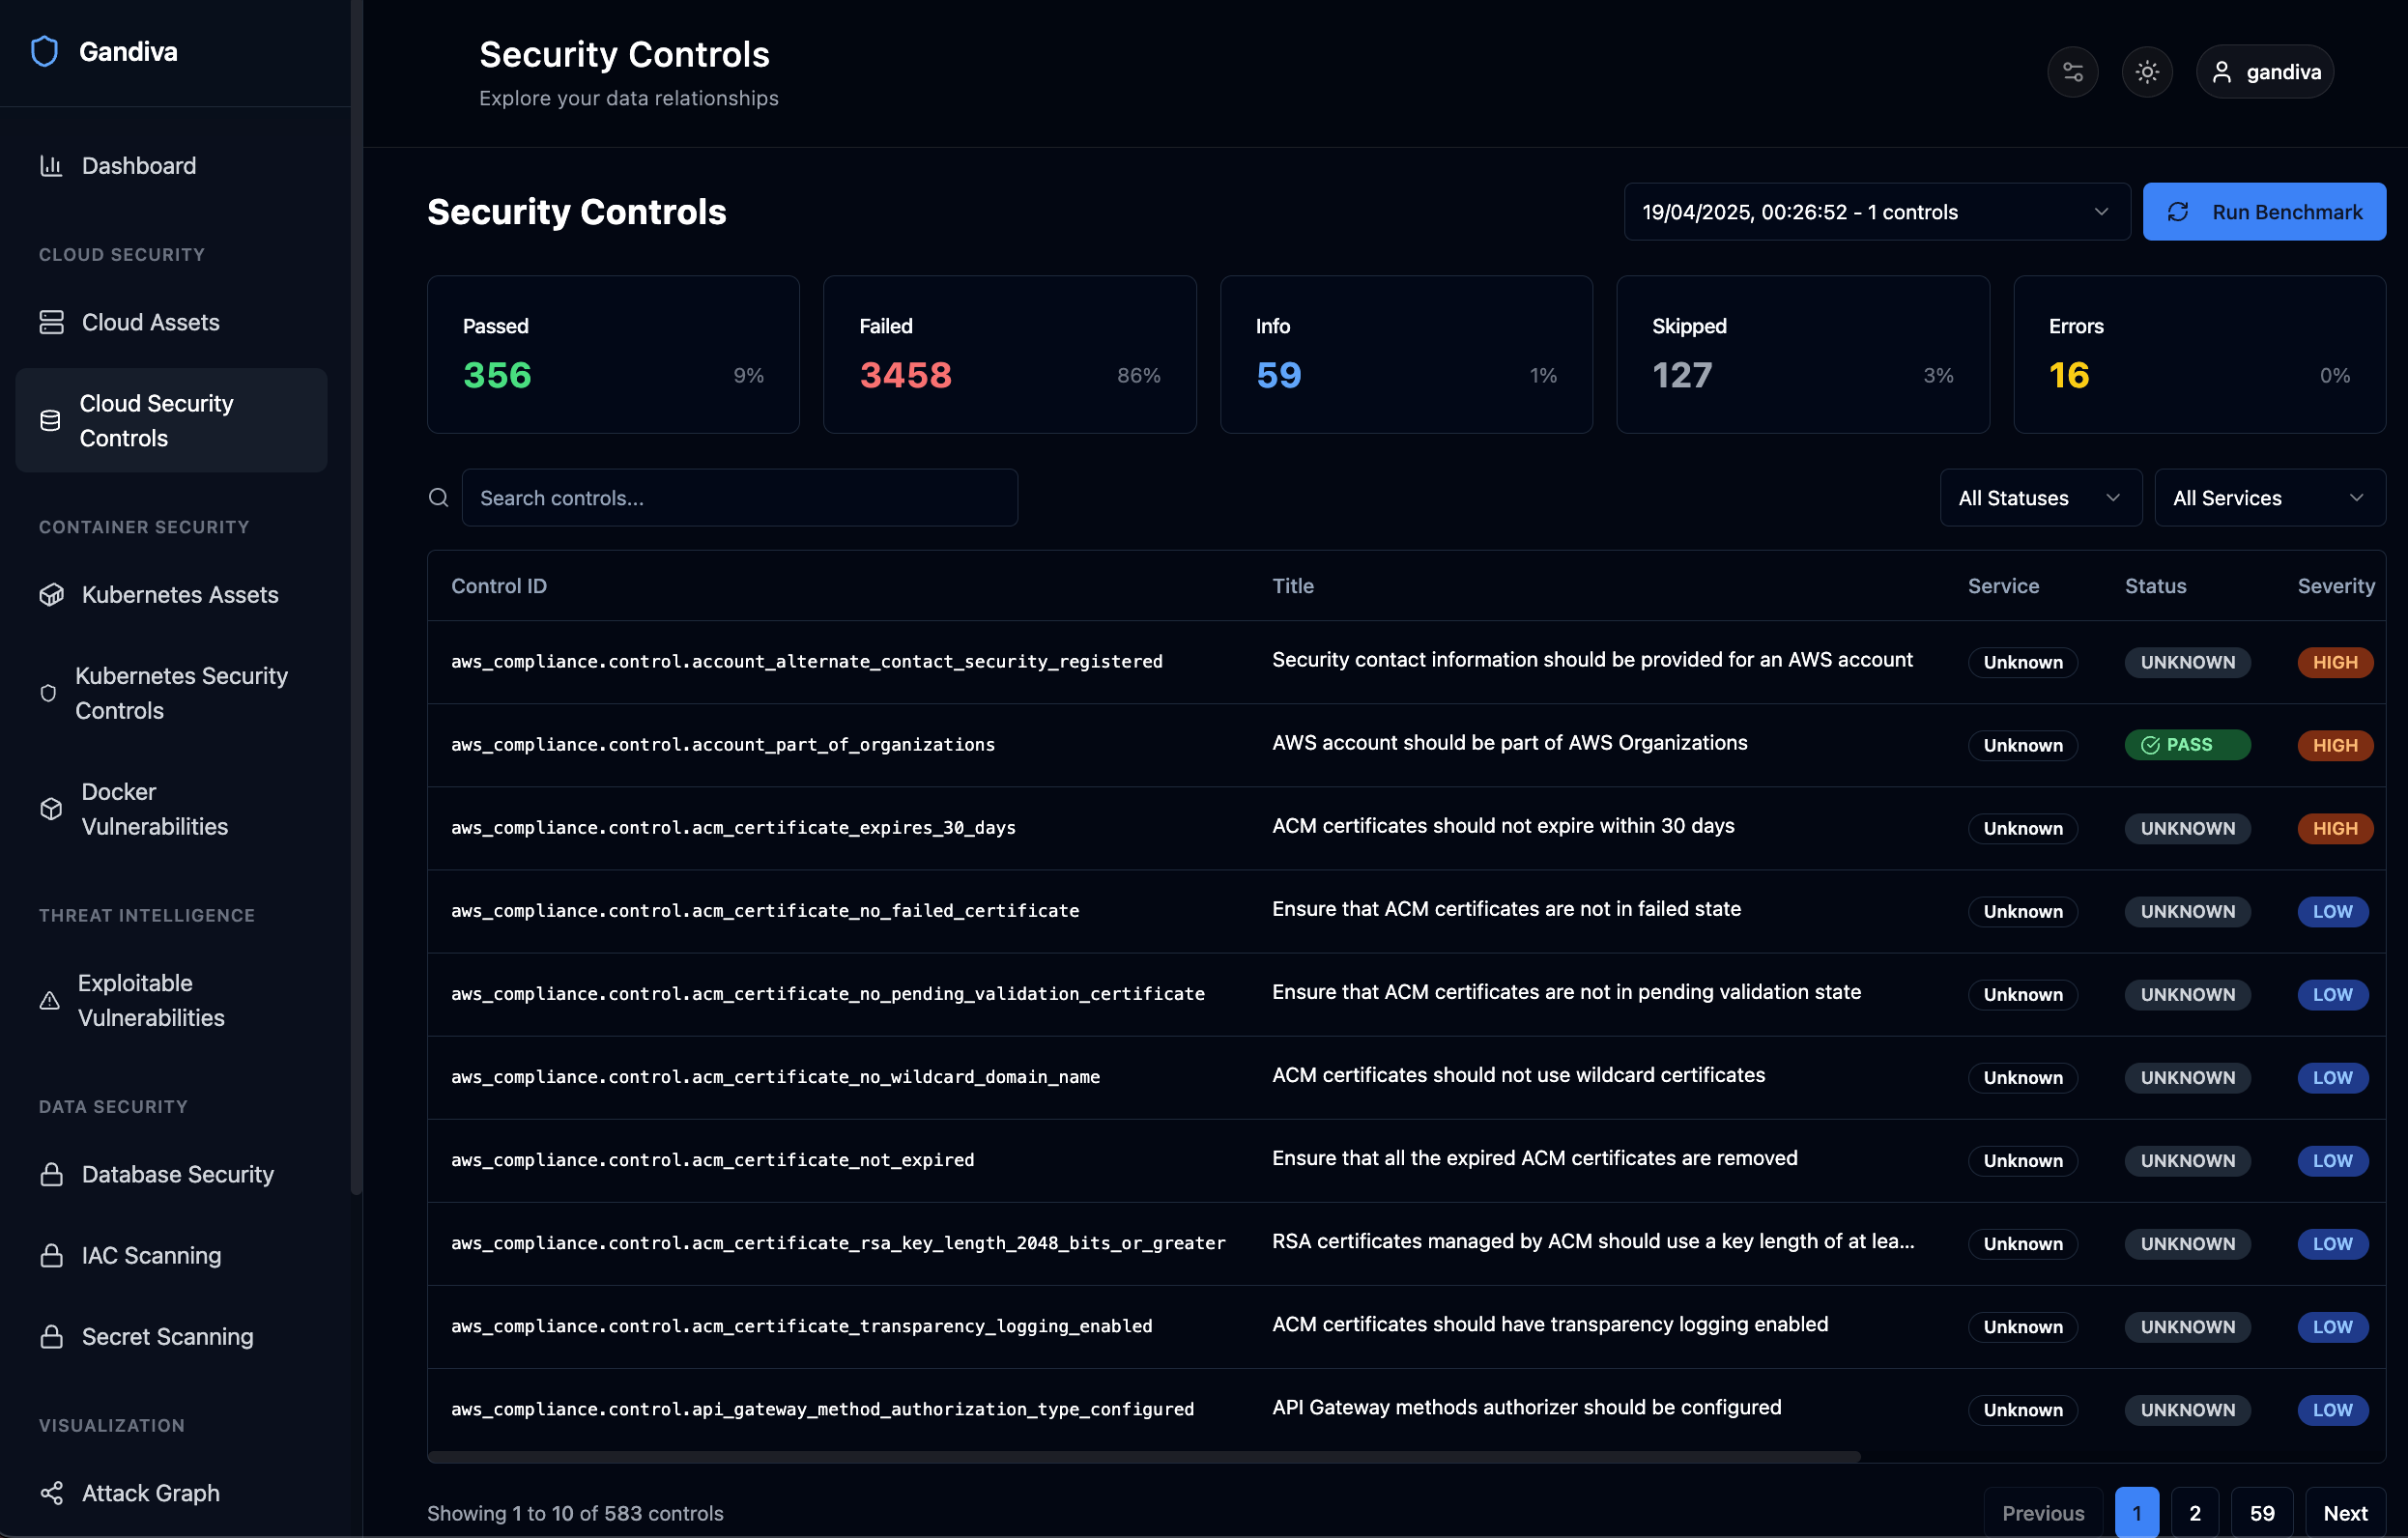 Gandiva
Dashboard
CLOUD SECURITY
Cloud Assets
Cloud Security
Controls
CONTAINER SECURITY
Kubernetes Assets
Kubernetes Security
Controls
Docker
Vulnerabilities
THREAT INTELLIGENCE
Exploitable
Vulnerabilities
DATA SECURITY
Database Security
IAC Scanning
Secret Scanning
VISUALIZATION
Attack Graph
Security Controls
Explore your data relationships
gandiva
Security Controls
19/04/2025, 00:26:52 - 1 controls
Run Benchmark
Passed
356 9%
Failed
3458 86%
Info
59 1%
Skipped
127 3%
Errors
16 0%
Search controls...
All Statuses
All Services
Control ID Title Service Status Severity
aws_compliance.control.account_alternate_contact_security_registered Security contact information should be provided for an AWS account Unknown UNKNOWN HIGH
aws_compliance.control.account_part_of_organizations AWS account should be part of AWS Organizations Unknown PASS HIGH
aws_compliance.control.acm_certificate_expires_30_days ACM certificates should not expire within 30 days Unknown UNKNOWN HIGH
aws_compliance.control.acm_certificate_no_failed_certificate Ensure that ACM certificates are not in failed state Unknown UNKNOWN LOW
aws_compliance.control.acm_certificate_no_pending_validation_certificate Ensure that ACM certificates are not in pending validation state Unknown UNKNOWN LOW
aws_compliance.control.acm_certificate_no_wildcard_domain_name ACM certificates should not use wildcard certificates Unknown UNKNOWN LOW
aws_compliance.control.acm_certificate_not_expired Ensure that all the expired ACM certificates are removed Unknown UNKNOWN LOW
aws_compliance.control.acm_certificate_rsa_key_length_2048_bits_or_greater RSA certificates managed by ACM should use a key length of at lea... Unknown UNKNOWN LOW
aws_compliance.control.acm_certificate_transparency_logging_enabled ACM certificates should have transparency logging enabled Unknown UNKNOWN LOW
aws_compliance.control.api_gateway_method_authorization_type_configured API Gateway methods authorizer should be configured Unknown UNKNOWN LOW
Showing 1 to 10 of 583 controls
Previous 1 2 59 Next